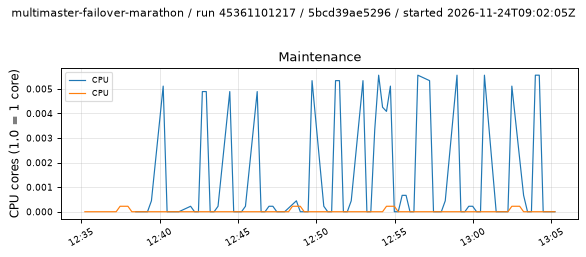 multimaster-failover-marathon / run 45361101217 / 5bcd39ae5296 / started 2026-11-24T09:02:05Z
Maintenance
CPU cores (1.0 = 1 core)
CPU
CPU
0.005
0.004
0.003
0.002
0.001
0.000
12:35
12:40
12:45
12:50
12:55
13:00
13:05